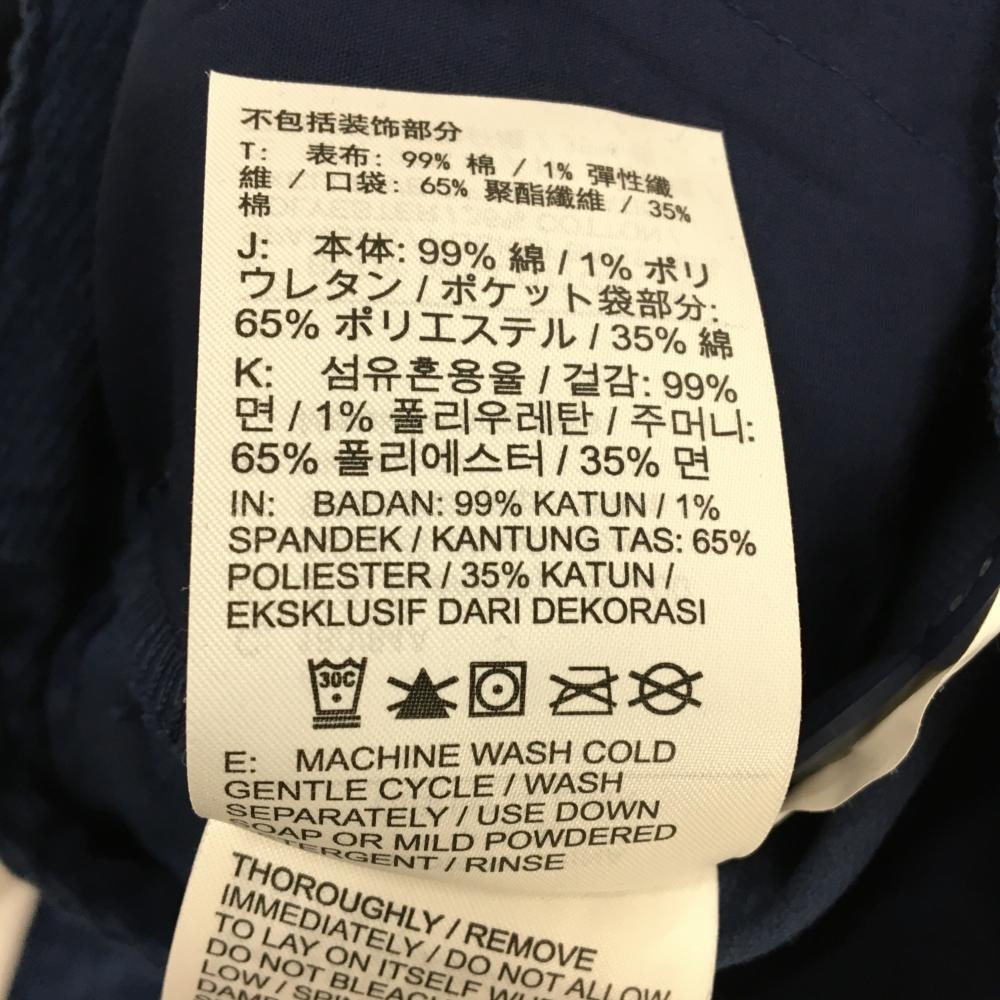 不包括装饰部分
T: 表布: 99% 棉 / 1% 彈性纖
維 / 口袋: 65% 聚酯纖維 / 35%
棉
J: 本体: 99% 綿 / 1% ポリ
ウレタン / ポケット袋部分:
65% ポリエステル / 35% 綿
K: 섬유혼용율 / 겉감: 99%
면 / 1% 폴리우레탄 / 주머니:
65% 폴리에스터 / 35% 면
IN: BADAN: 99% KATUN / 1%
SPANDEK / KANTUNG TAS: 65%
POLIESTER / 35% KATUN /
EKSKLUSIF DARI DEKORASI
30C
E: MACHINE WASH COLD
GENTLE CYCLE / WASH
SEPARATELY / USE DOWN
SOAP OR MILD POWDERED
DETERGENT / RINSE
THOROUGHLY / REMOVE
IMMEDIATELY / DO NOT ALLOW
TO LAY ON ITSELF
DO NOT BLEACH
LOW /